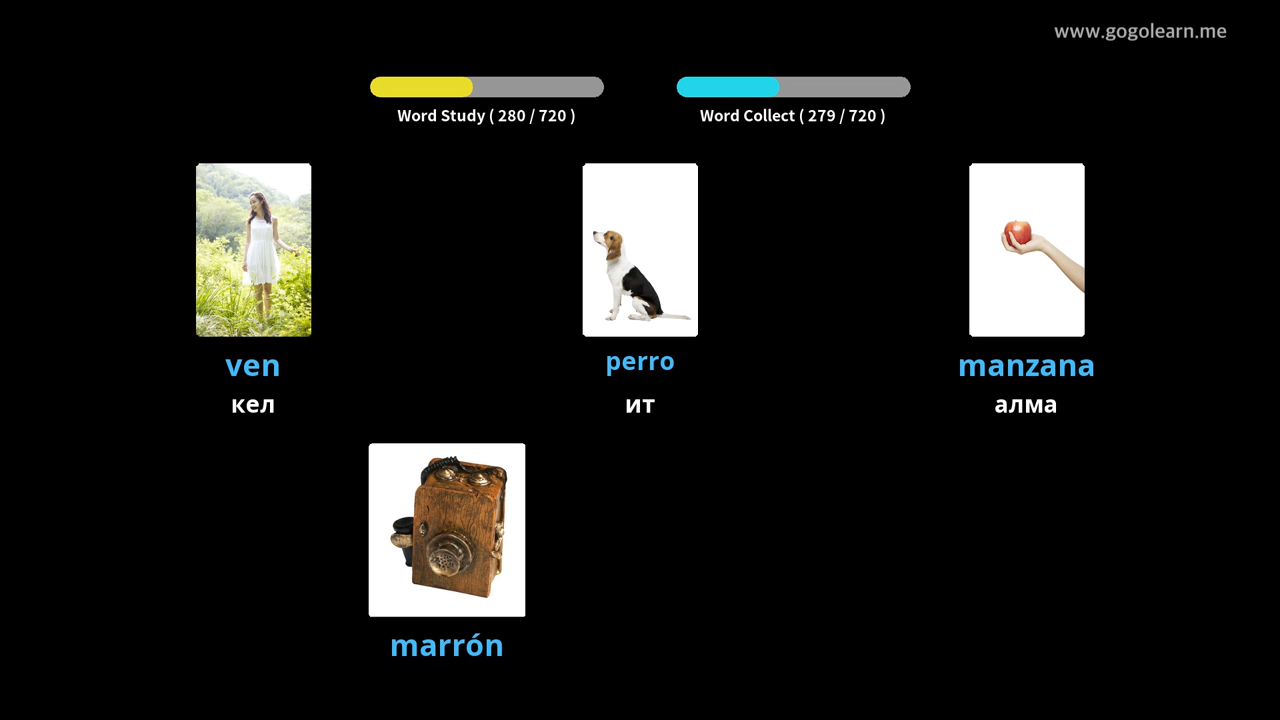 www.gogolearn.me
Word Study ( 280 / 720 )
Word Collect ( 279 / 720 )
ven
perro
manzana
кел
ит
алма
marrón